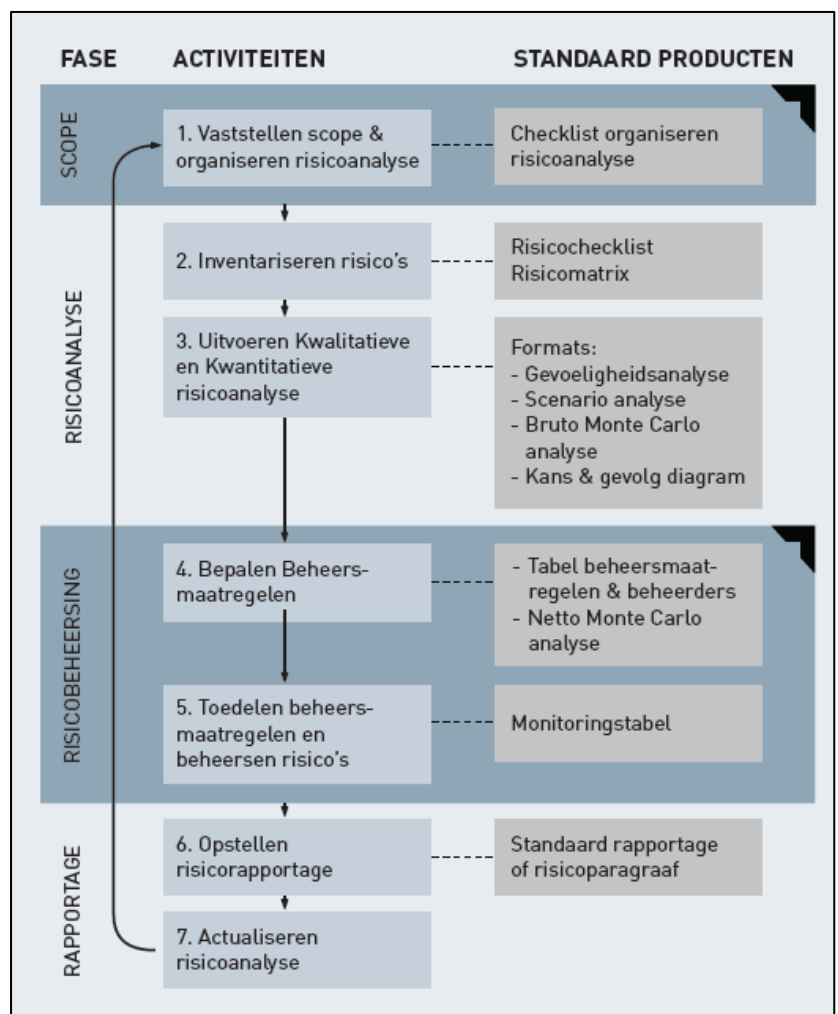 FASE
ACTIVITEITEN
STANDAARD PRODUCTEN
SCOPE
1. Vaststellen scope &
organiseren risicoanalyse
Checklist organiseren
risicoanalyse
RISICOANALYSE
2. Inventariseren risico's
Risicochecklist
Risicomatrix
3. Uitvoeren Kwalitatieve
en Kwantitatieve
risicoanalyse
Formats:
- Gevoeligheidsanalyse
- Scenario analyse
- Bruto Monte Carlo
analyse
- Kans & gevolg diagram
RISICOBEHEERSING
4. Bepalen Beheers-
maatregelen
- Tabel beheersmaat-
regelen & beheerders
- Netto Monte Carlo
analyse
5. Toedelen beheers-
maatregelen en
beheersen risico's
Monitoringstabel
RAPPORTAGE
6. Opstellen
risicorapportage
Standaard rapportage
of risicoparagraaf
7. Actualiseren
risicoanalyse